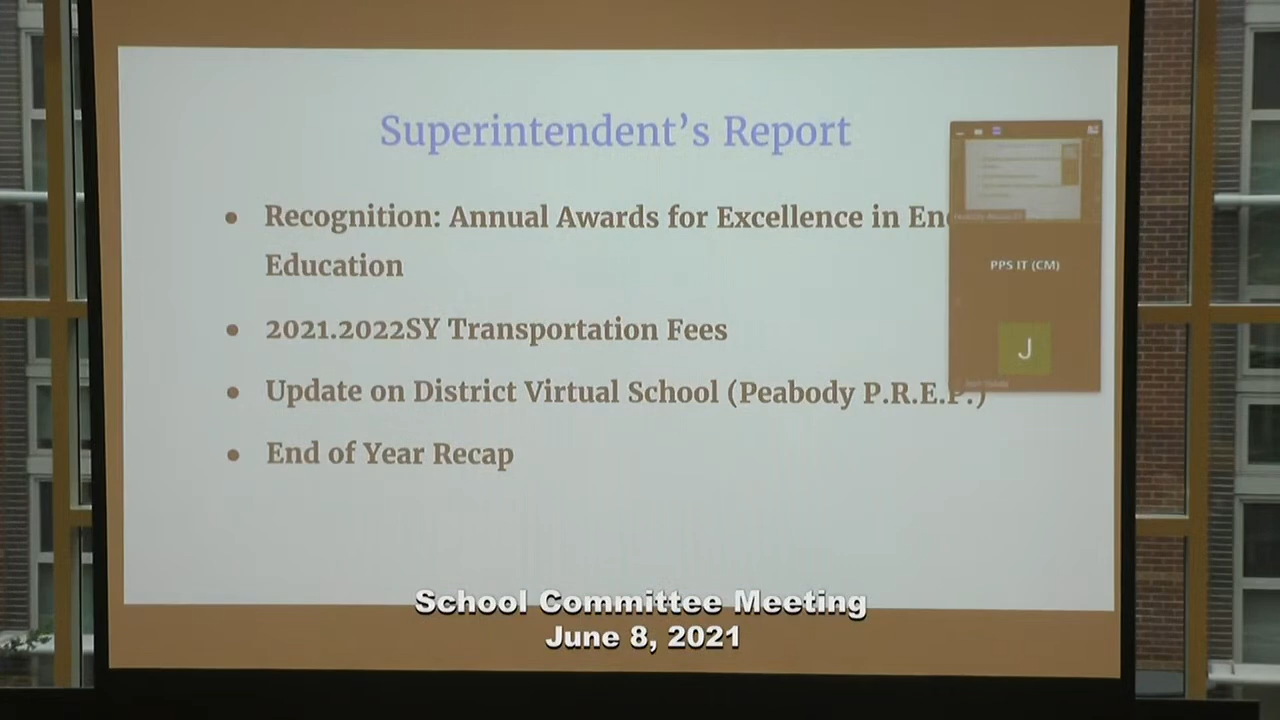 Superintendent's Report
• Recognition: Annual Awards for Excellence in
Education
• 2021.2022SY Transportation Fees
• Update on District Virtual School (Peabody P.R.E.P.)
• End of Year Recap
PPS IT (CM)
J
School Committee Meeting
June 8, 2021